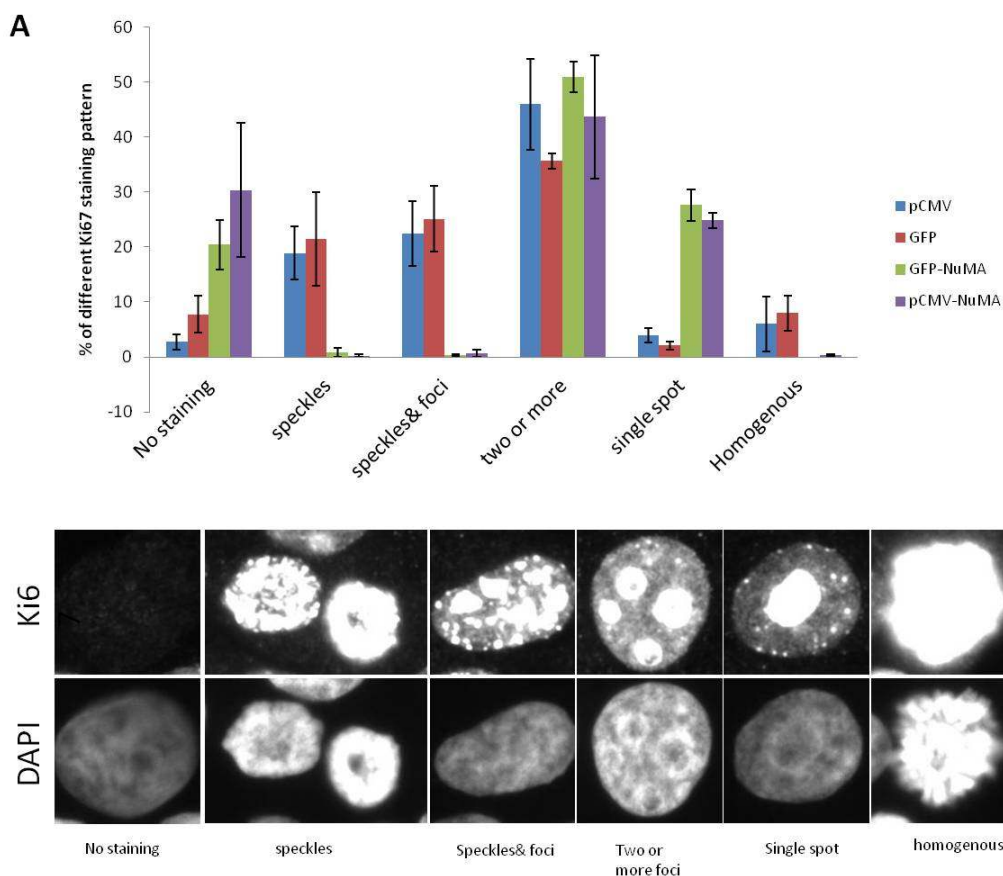 A
% of different Ki67 staining pattern
60
50
40
30
20
10
0
-10
No staining
speckles
speckles& foci
two or more
single spot
Homogenous
pCMV
GFP
GFP-NuMA
pCMV-NuMA
Ki6
DAPI
No staining
speckles
Speckles& foci
Two or
more foci
Single spot
homogenous